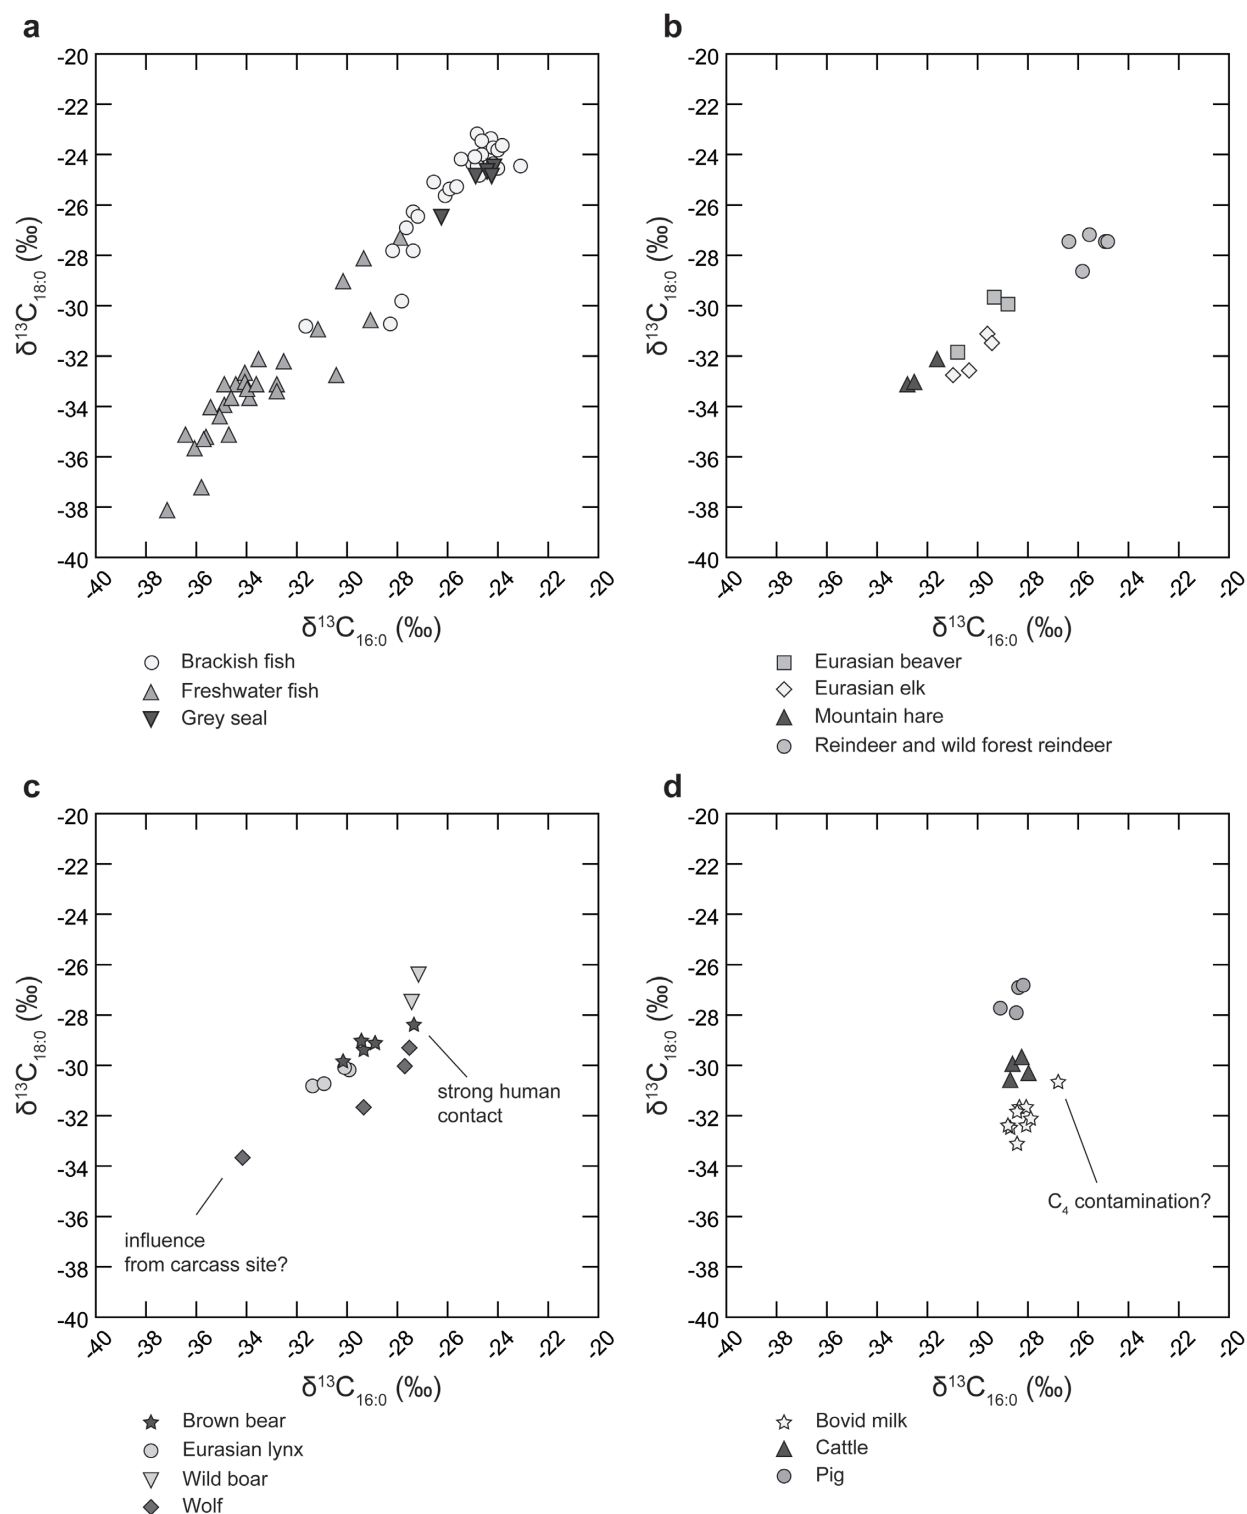 a
-20
-22
-24
-26
-28
-30
-32
-34
-36
-38
-40
δ13C18:0 (‰)
-40 -38 -36 -34 -32 -30 -28 -26 -24 -22 -20
δ13C16:0 (‰)
Brackish fish
Freshwater fish
Grey seal
b
-20
-22
-24
-26
-28
-30
-32
-34
-36
-38
-40
δ13C18:0 (‰)
-40 -38 -36 -34 -32 -30 -28 -26 -24 -22 -20
δ13C16:0 (‰)
Eurasian beaver
Eurasian elk
Mountain hare
Reindeer and wild forest reindeer
c
-20
-22
-24
-26
-28
-30
-32
-34
-36
-38
-40
δ13C18:0 (‰)
strong human
contact
influence
from carcass site?
-40 -38 -36 -34 -32 -30 -28 -26 -24 -22 -20
δ13C16:0 (‰)
Brown bear
Eurasian lynx
Wild boar
Wolf
d
-20
-22
-24
-26
-28
-30
-32
-34
-36
-38
-40
δ13C18:0 (‰)
C4 contamination?
-40 -38 -36 -34 -32 -30 -28 -26 -24 -22 -20
δ13C16:0 (‰)
Bovid milk
Cattle
Pig